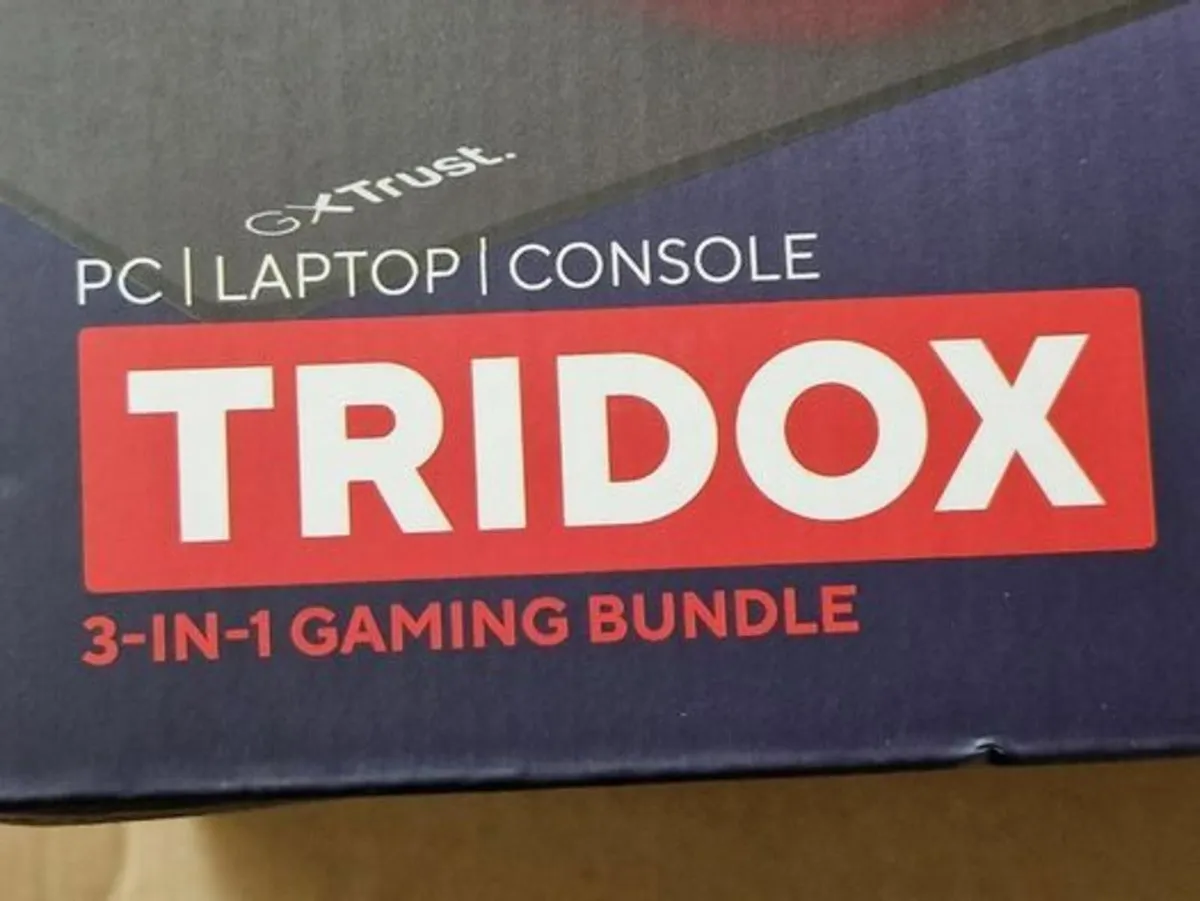 GXTrust.
PC | LAPTOP | CONSOLE
TRIDOX
3-IN-1 GAMING BUNDLE